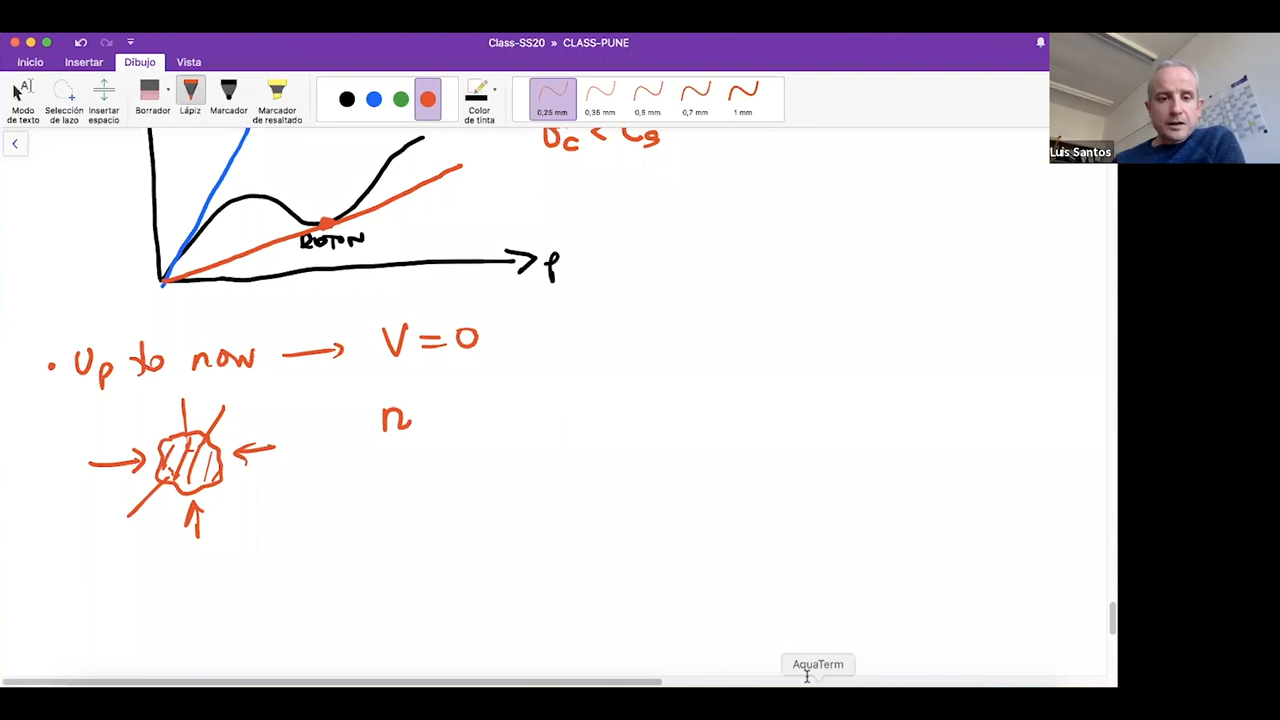 Class-SS20 » CLASS-PUNE
Inicio Insertar Dibujo Vista
Modo de texto
Selección de lazo
Insertar espacio
Borrador
Lápiz
Marcador
Marcador de resaltado
Color de tinta
0,25 mm 0,35 mm 0,5 mm 0,7 mm 1 mm
Luis Santos
υc < cs
ROTON
p
• Up to now → V = 0
n
AquaTerm